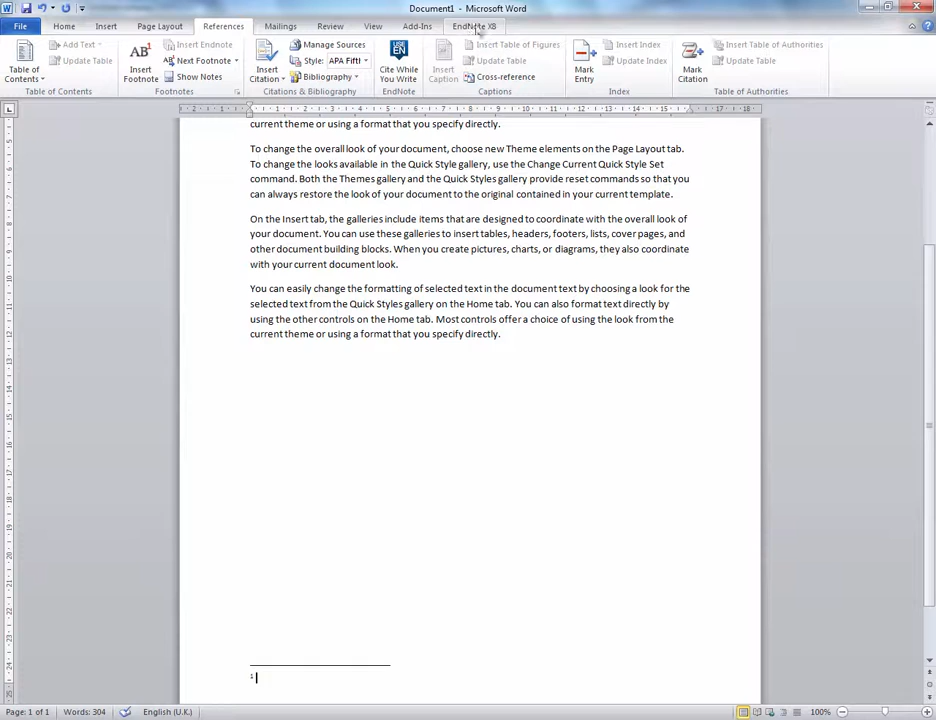 Document1 - Microsoft Word
File Home Insert Page Layout References Mailings Review View Add-Ins EndNote X8
Table of Contents
Add Text
Update Table
Table of Contents
AB1 Insert Footnote
Insert Endnote
Next Footnote
Show Notes
Footnotes
Insert Citation
Manage Sources
Style: APA Fiftl
Bibliography
Citations & Bibliography
USE EN
Cite While You Write
EndNote
Insert Caption
Insert Table of Figures
Update Table
Cross-reference
Captions
Mark Entry
Insert Index
Update Index
Index
Mark Citation
Insert Table of Authorities
Update Table
Table of Authorities
current theme or using a format that you specify directly.
To change the overall look of your document, choose new Theme elements on the Page Layout tab.
To change the looks available in the Quick Style gallery, use the Change Current Quick Style Set
command. Both the Themes gallery and the Quick Styles gallery provide reset commands so that you
can always restore the look of your document to the original contained in your current template.
On the Insert tab, the galleries include items that are designed to coordinate with the overall look of
your document. You can use these galleries to insert tables, headers, footers, lists, cover pages, and
other document building blocks. When you create pictures, charts, or diagrams, they also coordinate
with your current document look.
You can easily change the formatting of selected text in the document text by choosing a look for the
selected text from the Quick Styles gallery on the Home tab. You can also format text directly by
using the other controls on the Home tab. Most controls offer a choice of using the look from the
current theme or using a format that you specify directly.
1
Page: 1 of 1 Words: 304 English (U.K.) 100%